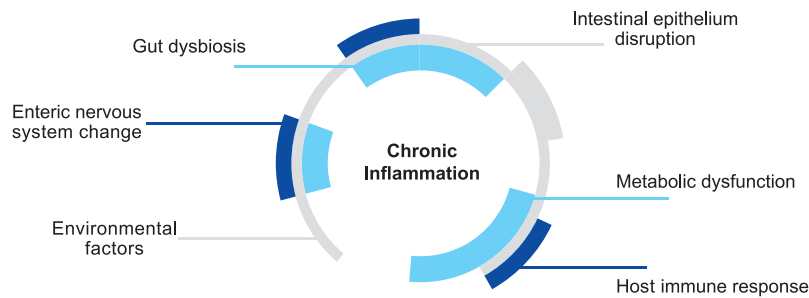 Intestinal epithelium
disruption
Gut dysbiosis
Enteric nervous
system change
Chronic
Inflammation
Metabolic dysfunction
Environmental
factors
Host immune response